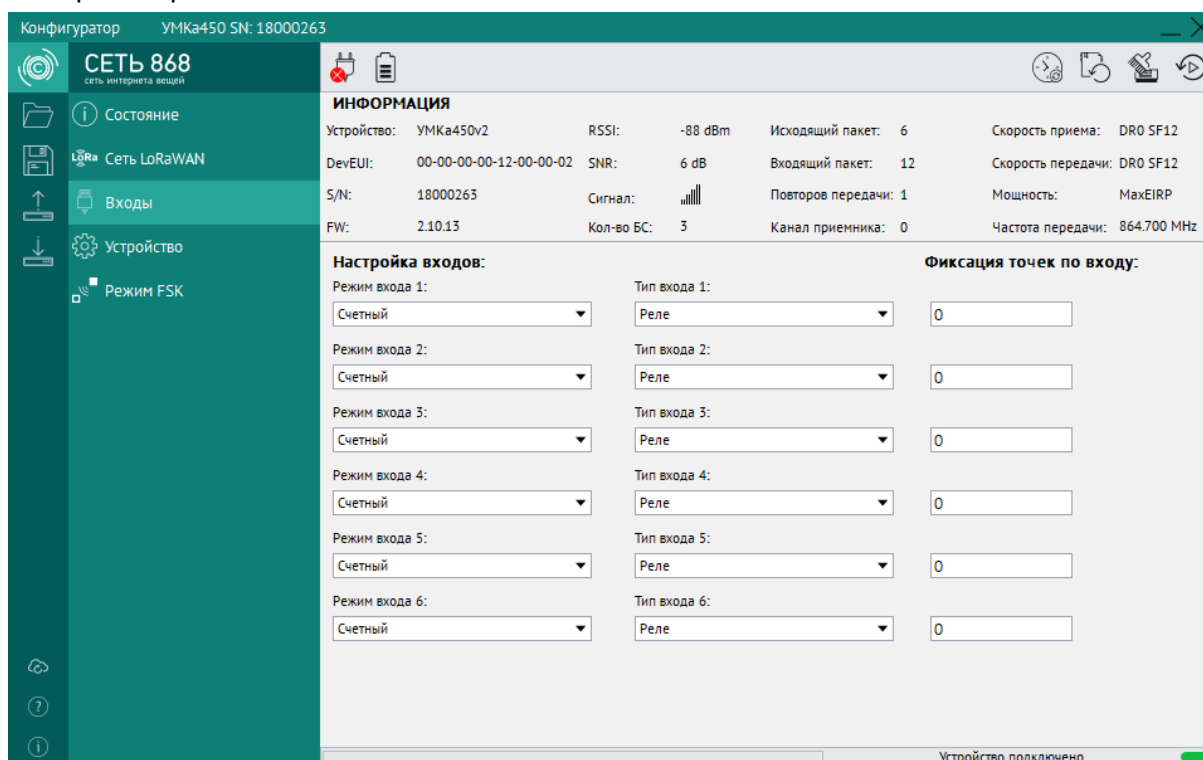 Конфигуратор УМКа450 SN: 18000263
СЕТЬ 868
сеть интернета вещей
Состояние
LoRa Сеть LoRaWAN
Входы
Устройство
Режим FSK
ИНФОРМАЦИЯ
Устройство: УМКа450v2 RSSI: -88 dBm Исходящий пакет: 6 Скорость приема: DR0 SF12
DevEUI: 00-00-00-00-12-00-00-02 SNR: 6 dB Входящий пакет: 12 Скорость передачи: DR0 SF12
S/N: 18000263 Сигнал: Повторов передачи: 1 Мощность: MaxEIRP
FW: 2.10.13 Кол-во БС: 3 Канал приемника: 0 Частота передачи: 864.700 MHz
Настройка входов: Фиксация точек по входу:
Режим входа 1: Тип входа 1:
Счетный Реле 0
Режим входа 2: Тип входа 2:
Счетный Реле 0
Режим входа 3: Тип входа 3:
Счетный Реле 0
Режим входа 4: Тип входа 4:
Счетный Реле 0
Режим входа 5: Тип входа 5:
Счетный Реле 0
Режим входа 6: Тип входа 6:
Счетный Реле 0
Устройство подключено